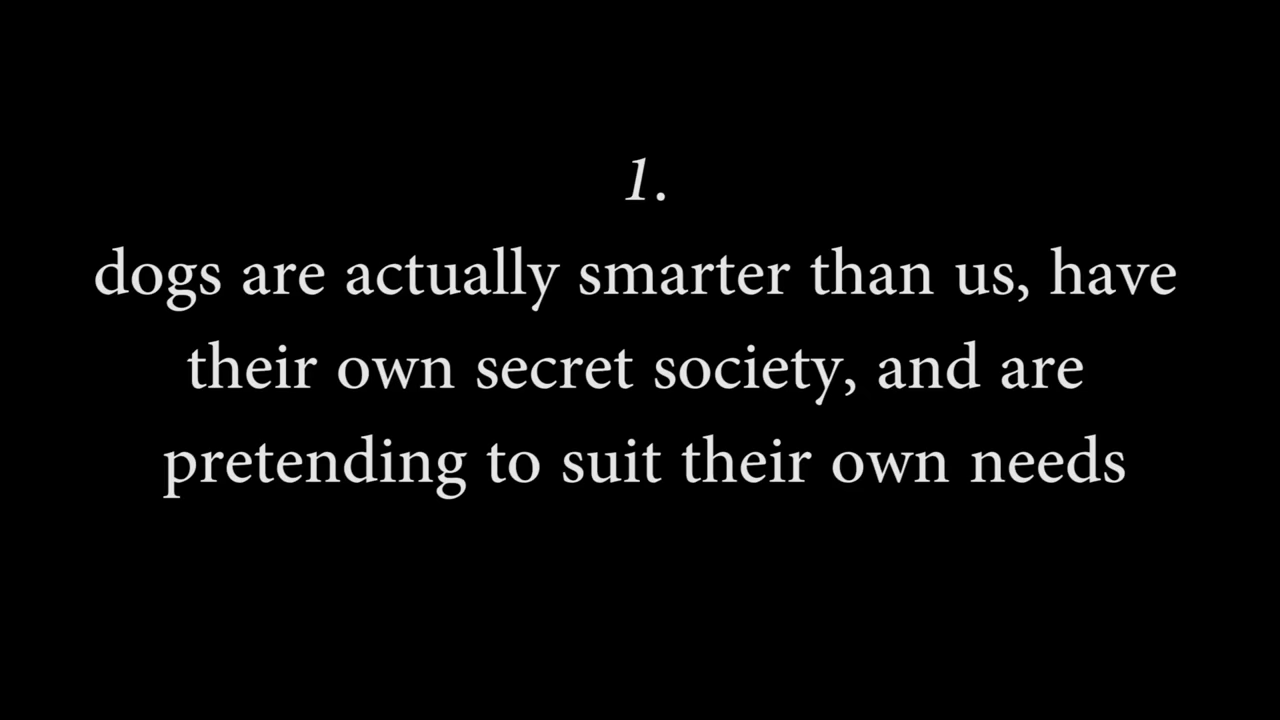 1.
dogs are actually smarter than us, have
their own secret society, and are
pretending to suit their own needs